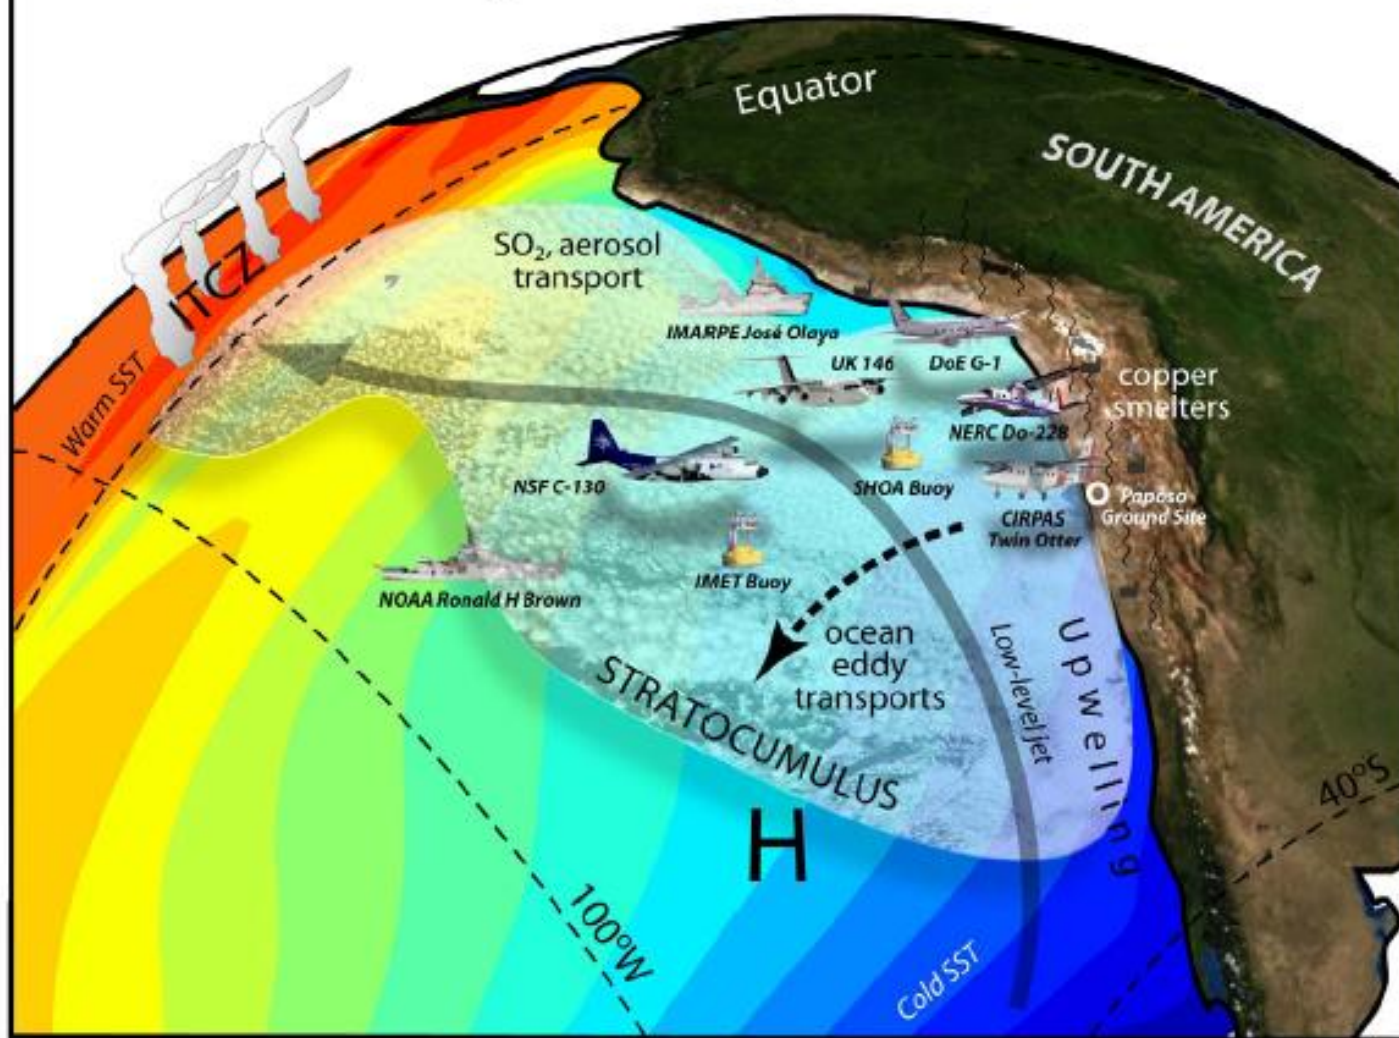 Equator
SOUTH AMERICA
ITCZ
Warm SST
SO₂, aerosol
transport
IMARPE José Olaya
UK 146
DoE G-1
copper
smelters
NERC Do-228
NSF C-130
SHOA Buoy
CIRPAS
Twin Otter
Paposo
Ground Site
IMET Buoy
NOAA Ronald H Brown
ocean
eddy
transports
Low-level jet
Upwelling
STRATOCUMULUS
H
40°S
100°W
Cold SST